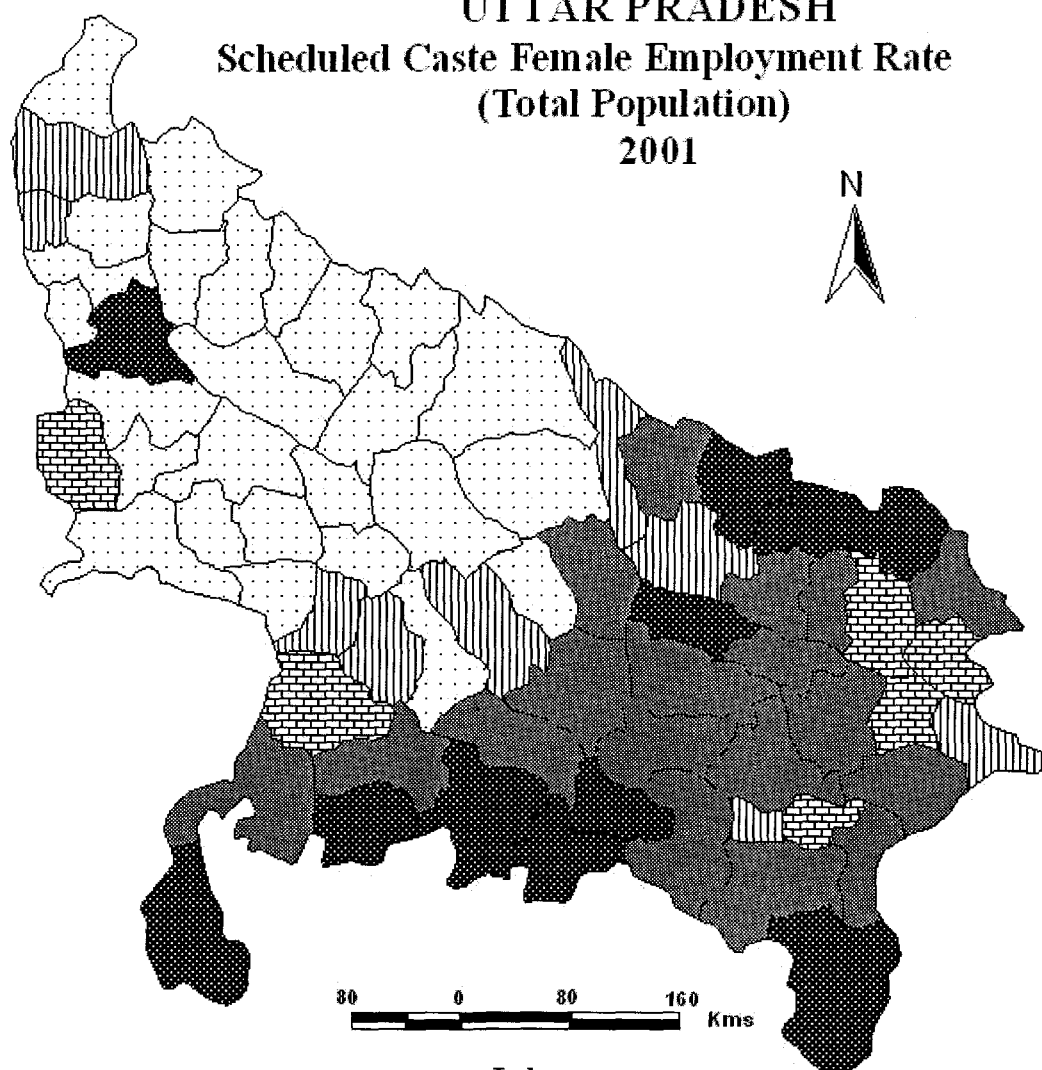 UTTAR PRADESH
Scheduled Caste Female Employment Rate
(Total Population)
2001
N
80 0 80 160
Kms